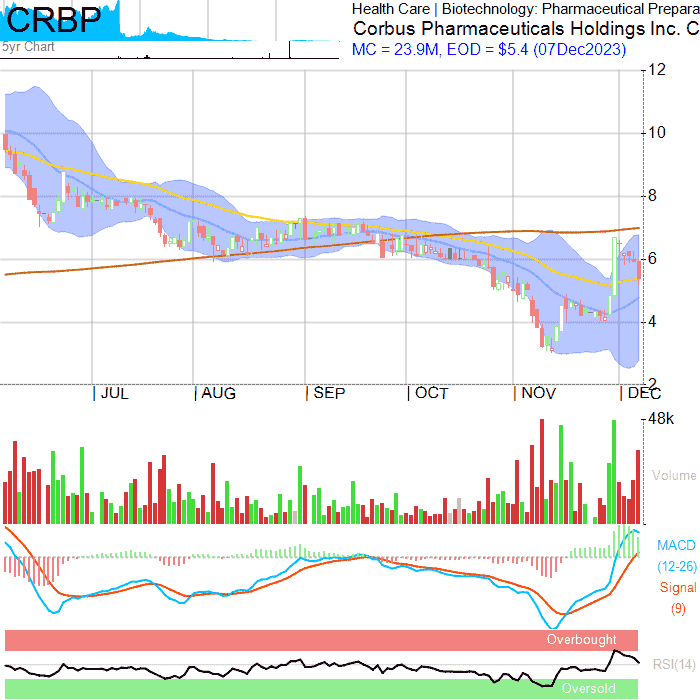 CRBP
5yr Chart
Health Care | Biotechnology: Pharmaceutical Prepara
Corbus Pharmaceuticals Holdings Inc. C
MC = 23.9M, EOD = $5.4 (07Dec2023)
12
10
8
6
4
2
JUL AUG SEP OCT NOV DEC
48K
Volume
MACD
(12-26)
Signal
(9)
Overbought
RSI(14)
Oversold